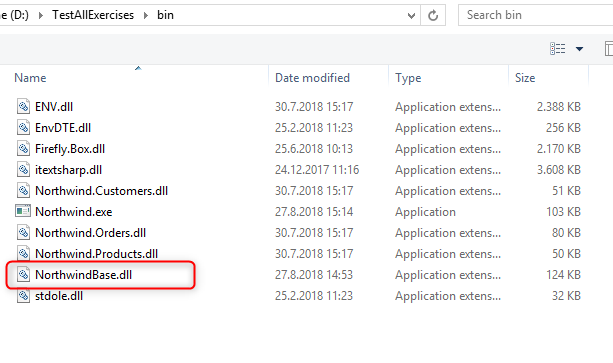 e (D:) TestAllExercises bin Search bin
Name Date modified Type Size
ENV.dll 30.7.2018 15:17 Application extens... 2.388 KB
EnvDTE.dll 25.2.2018 11:23 Application extens... 256 KB
Firefly.Box.dll 25.6.2018 10:13 Application extens... 2.170 KB
itextsharp.dll 24.12.2017 11:16 Application extens... 3.608 KB
Northwind.Customers.dll 30.7.2018 15:17 Application extens... 51 KB
Northwind.exe 27.8.2018 15:14 Application 103 KB
Northwind.Orders.dll 30.7.2018 15:17 Application extens... 80 KB
Northwind.Products.dll 30.7.2018 15:17 Application extens... 50 KB
NorthwindBase.dll 27.8.2018 14:53 Application extens... 124 KB
stdole.dll 25.2.2018 11:23 Application extens... 32 KB